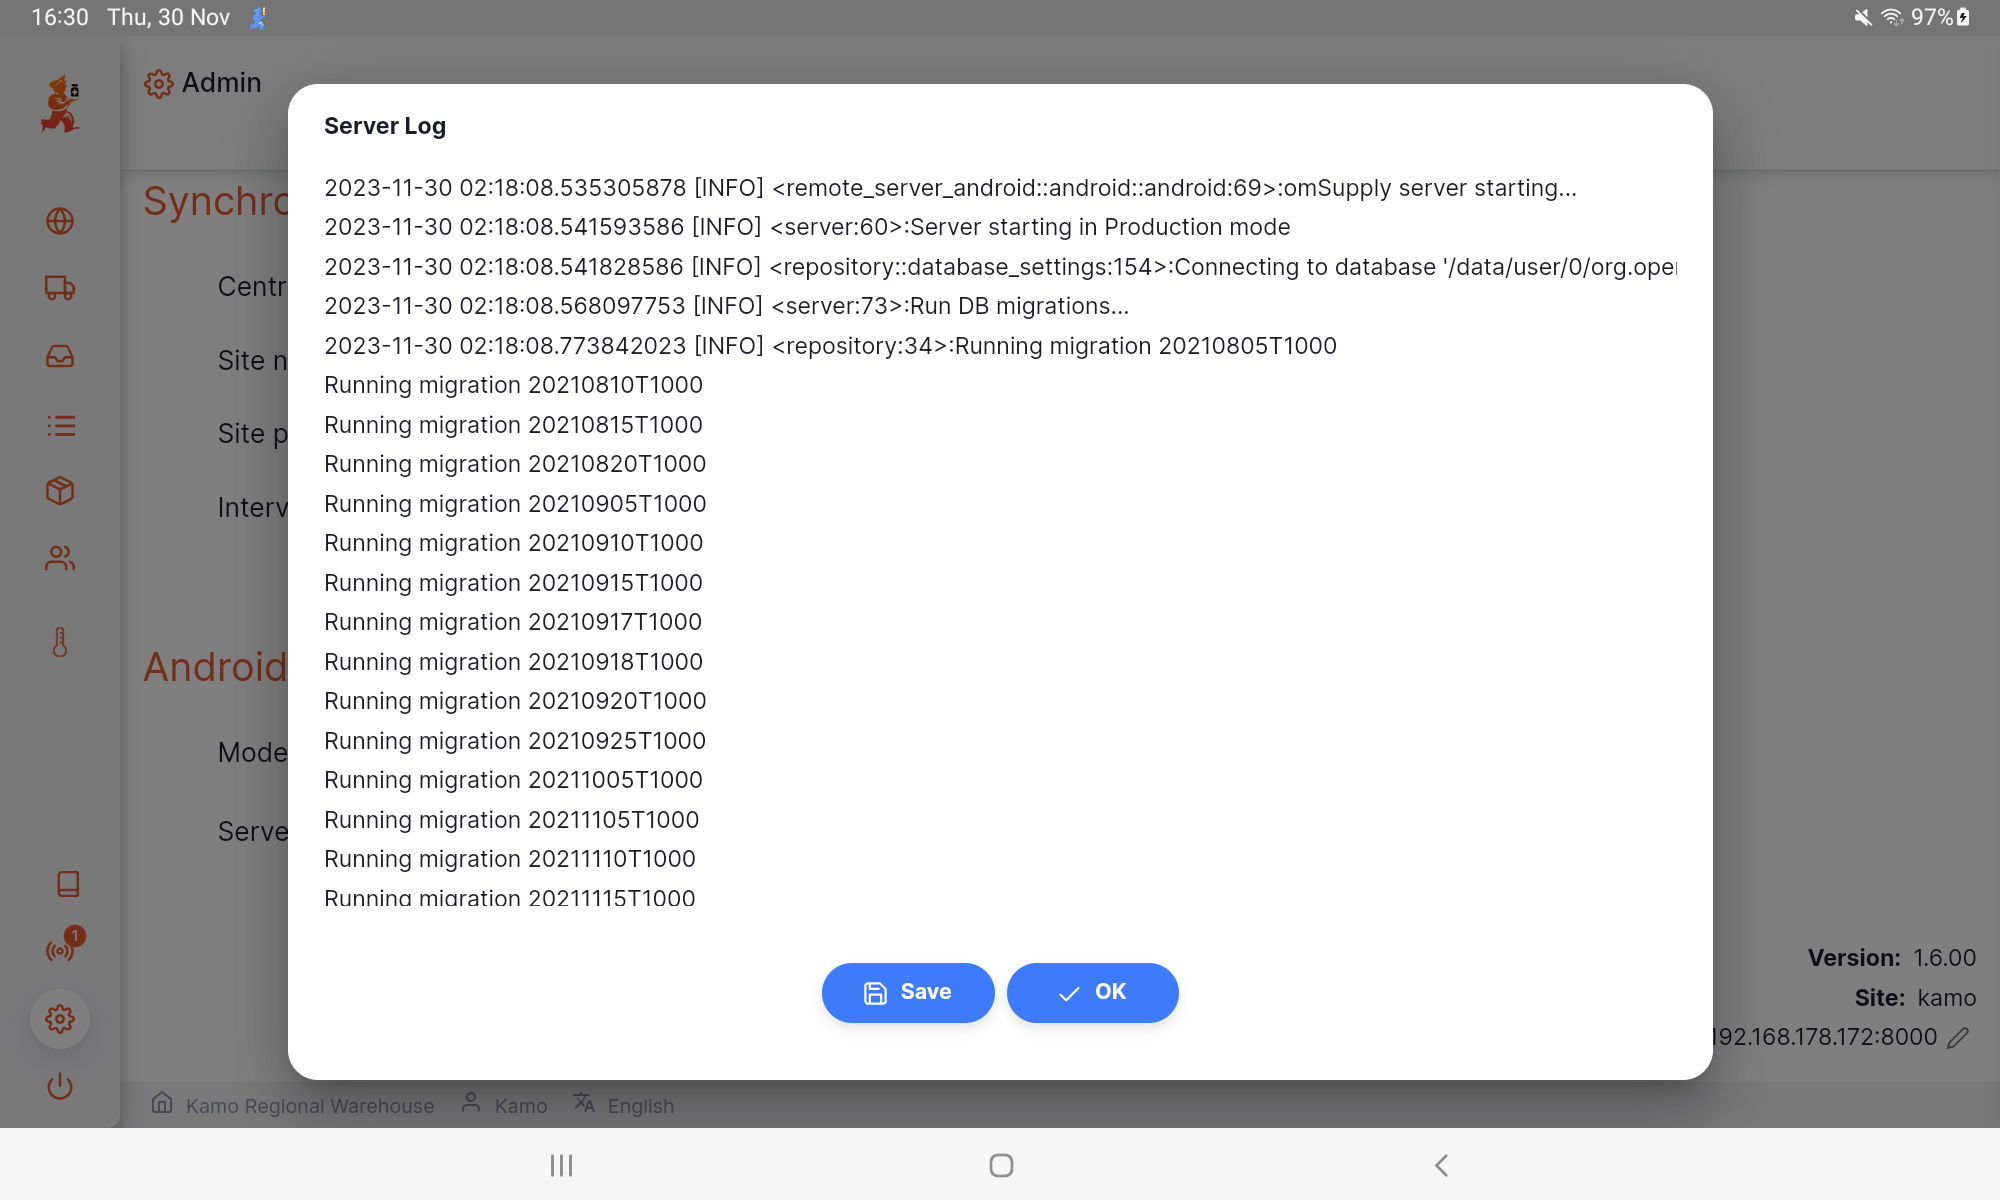 16:30 Thu, 30 Nov 97%
Admin
Synchro
Centr
Site n
Site p
Interv
Android
Mode
Serve
Server Log
2023-11-30 02:18:08.535305878 [INFO] <remote_server_android::android::android:69>:omSupply server starting...
2023-11-30 02:18:08.541593586 [INFO] <server:60>:Server starting in Production mode
2023-11-30 02:18:08.541828586 [INFO] <repository::database_settings:154>:Connecting to database '/data/user/0/org.oper
2023-11-30 02:18:08.568097753 [INFO] <server:73>:Run DB migrations...
2023-11-30 02:18:08.773842023 [INFO] <repository:34>:Running migration 20210805T1000
Running migration 20210810T1000
Running migration 20210815T1000
Running migration 20210820T1000
Running migration 20210905T1000
Running migration 20210910T1000
Running migration 20210915T1000
Running migration 20210917T1000
Running migration 20210918T1000
Running migration 20210920T1000
Running migration 20210925T1000
Running migration 20211005T1000
Running migration 20211105T1000
Running migration 20211110T1000
Running migration 20211115T1000
Save OK
1
Version: 1.6.00
Site: kamo
192.168.178.172:8000
Kamo Regional Warehouse Kamo English